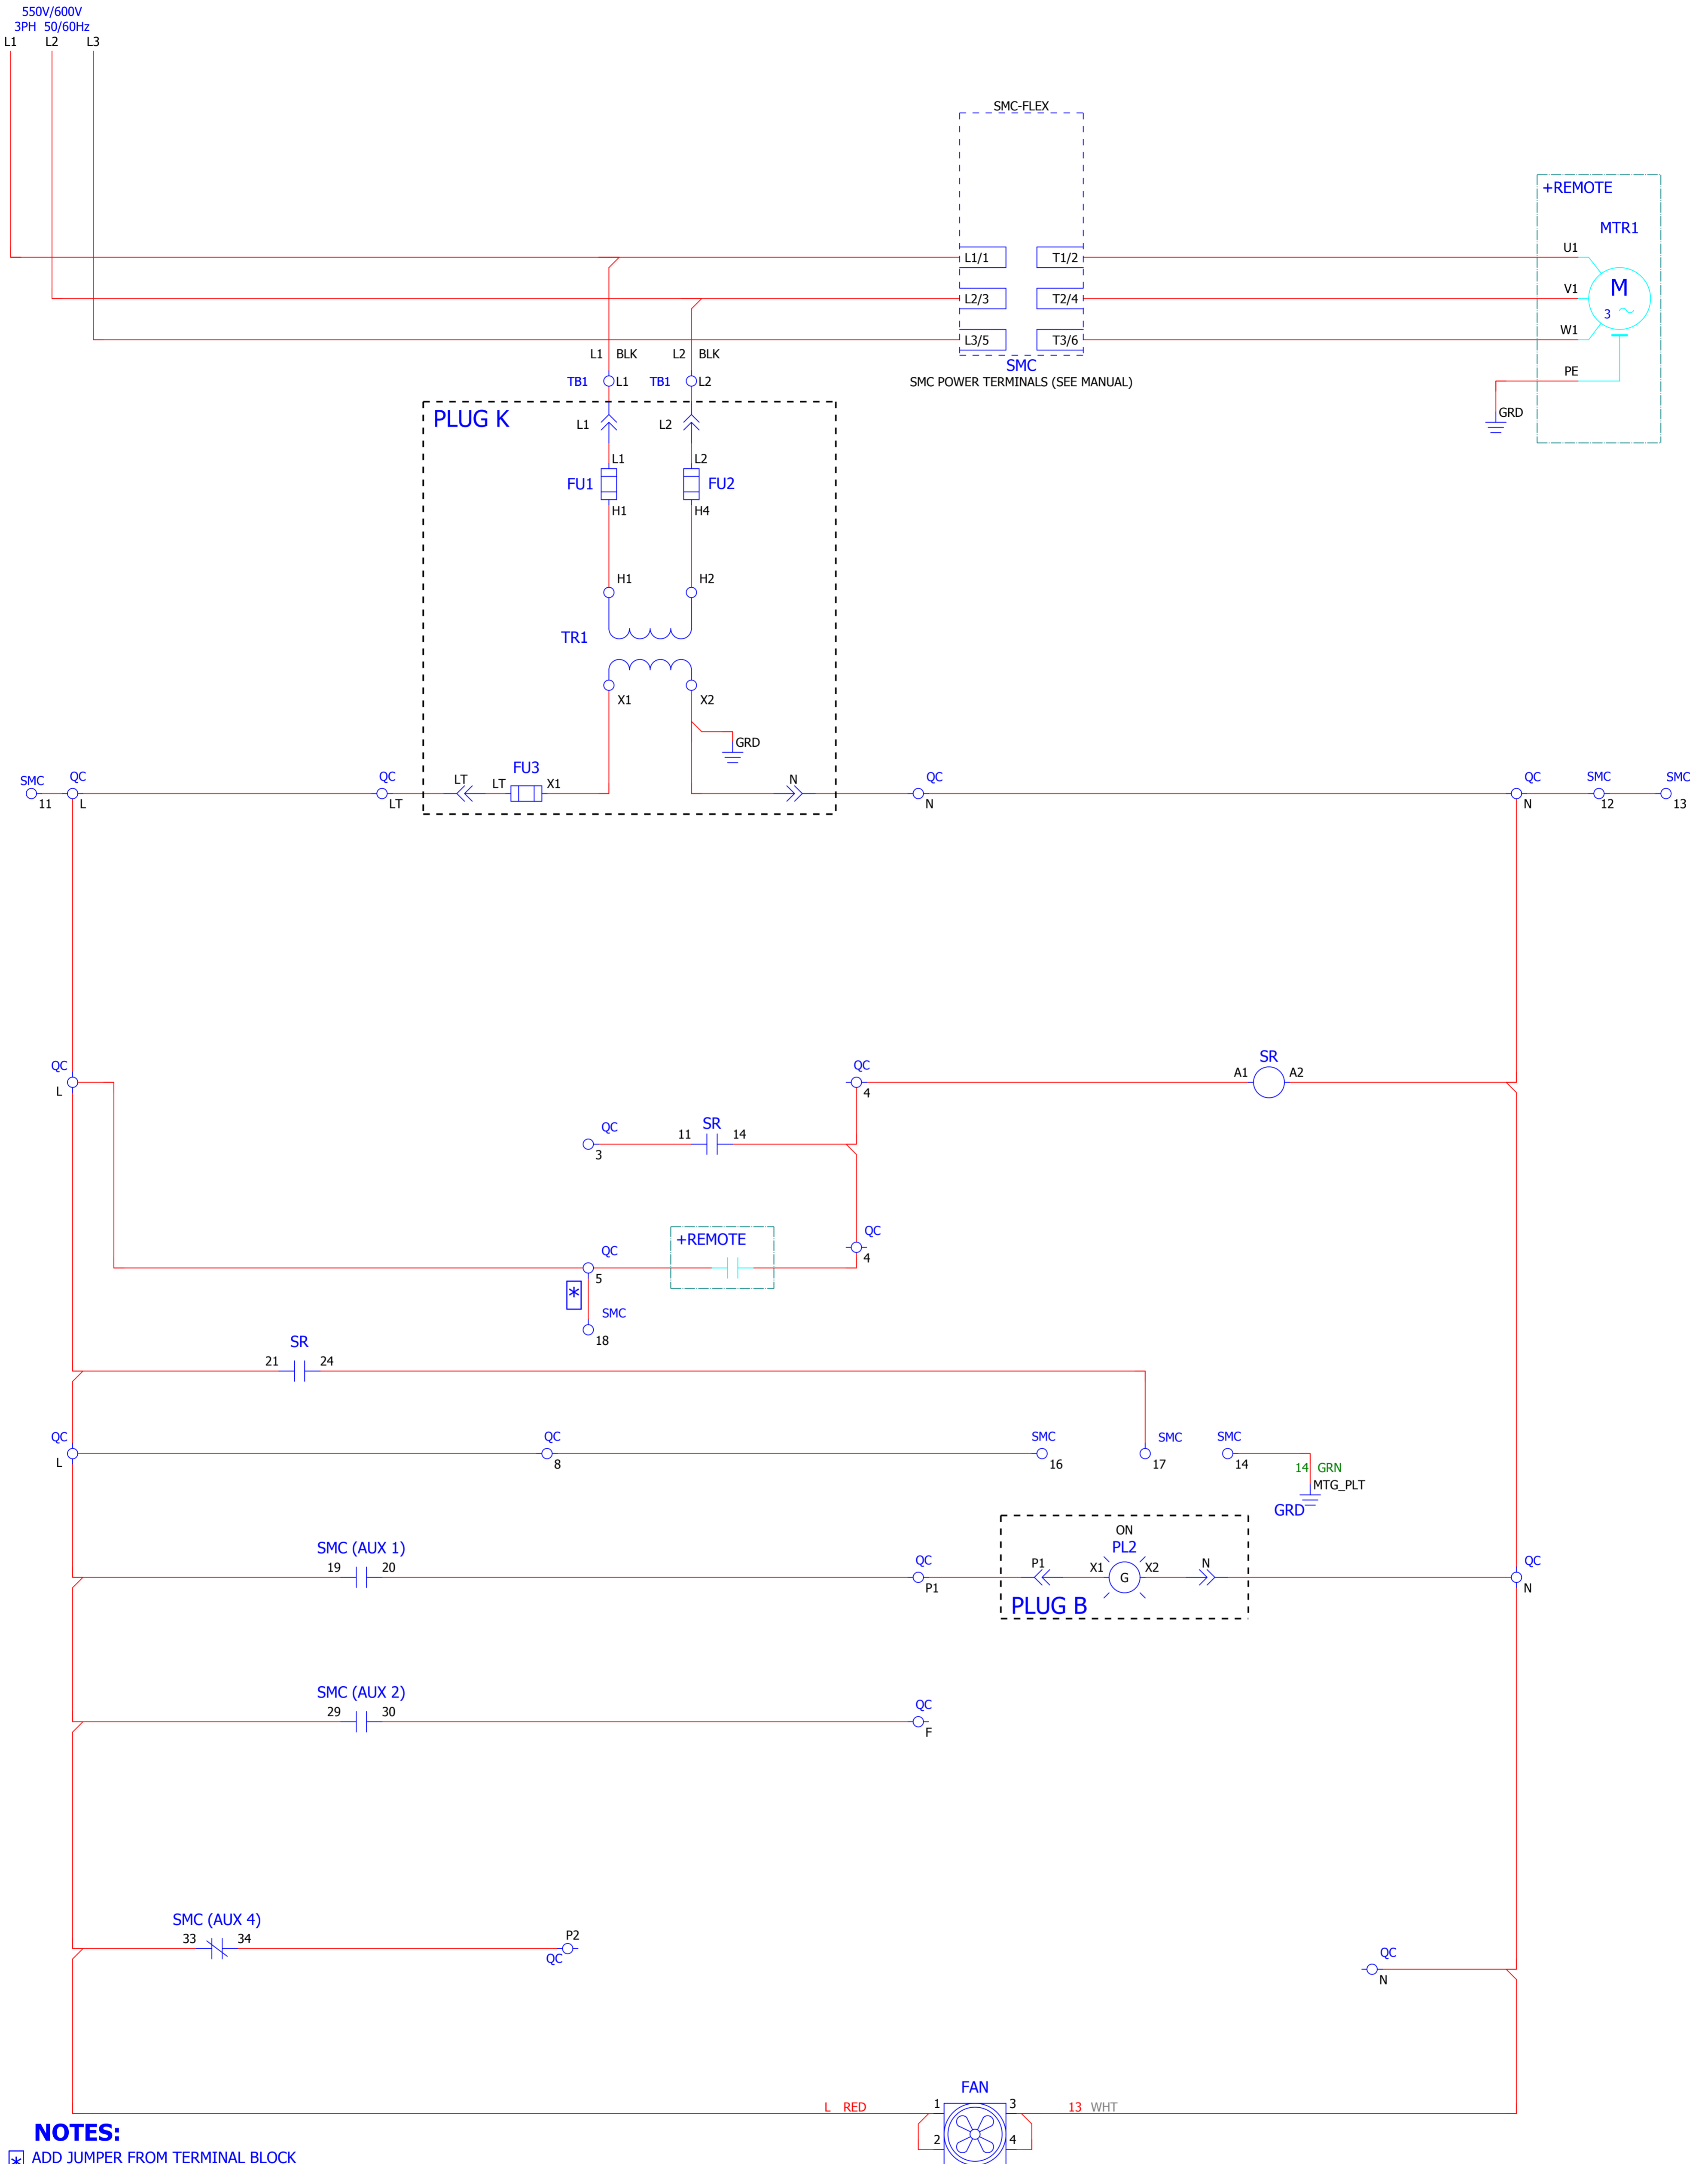 550V/600V
3PH 50/60Hz
L1 L2 L3
SMC-FLEX
+REMOTE
MTR1
U1
L1/1 T1/2
V1
M
3
L2/3 T2/4
W1
L3/5 T3/6
L1 BLK L2 BLK
SMC
PE
TB1 L1 TB1 L2
SMC POWER TERMINALS (SEE MANUAL)
GRD
PLUG K
L1 L2
L1 L2
FU1 FU2
H1 H4
H1 H2
TR1
X1 X2
GRD
FU3
SMC QC QC LT LT X1 N QC QC SMC SMC
11 L LT N N 12 13
QC QC SR
L 4 A1 A2
QC SR
3 11 14
QC
4
+REMOTE
QC
5
*
SMC
18
SR
21 24
QC QC SMC SMC SMC
L 8 16 17 14
14 GRN
MTG_PLT
GRD
ON
PL2
SMC (AUX 1)
19 20
QC
P1
P1 X1 G X2 N
PLUG B
QC
N
SMC (AUX 2)
29 30
QC
F
SMC (AUX 4)
33 34
P2
QC
QC
N
FAN
L RED 1 3 13 WHT
2 4
NOTES:
* ADD JUMPER FROM TERMINAL BLOCK